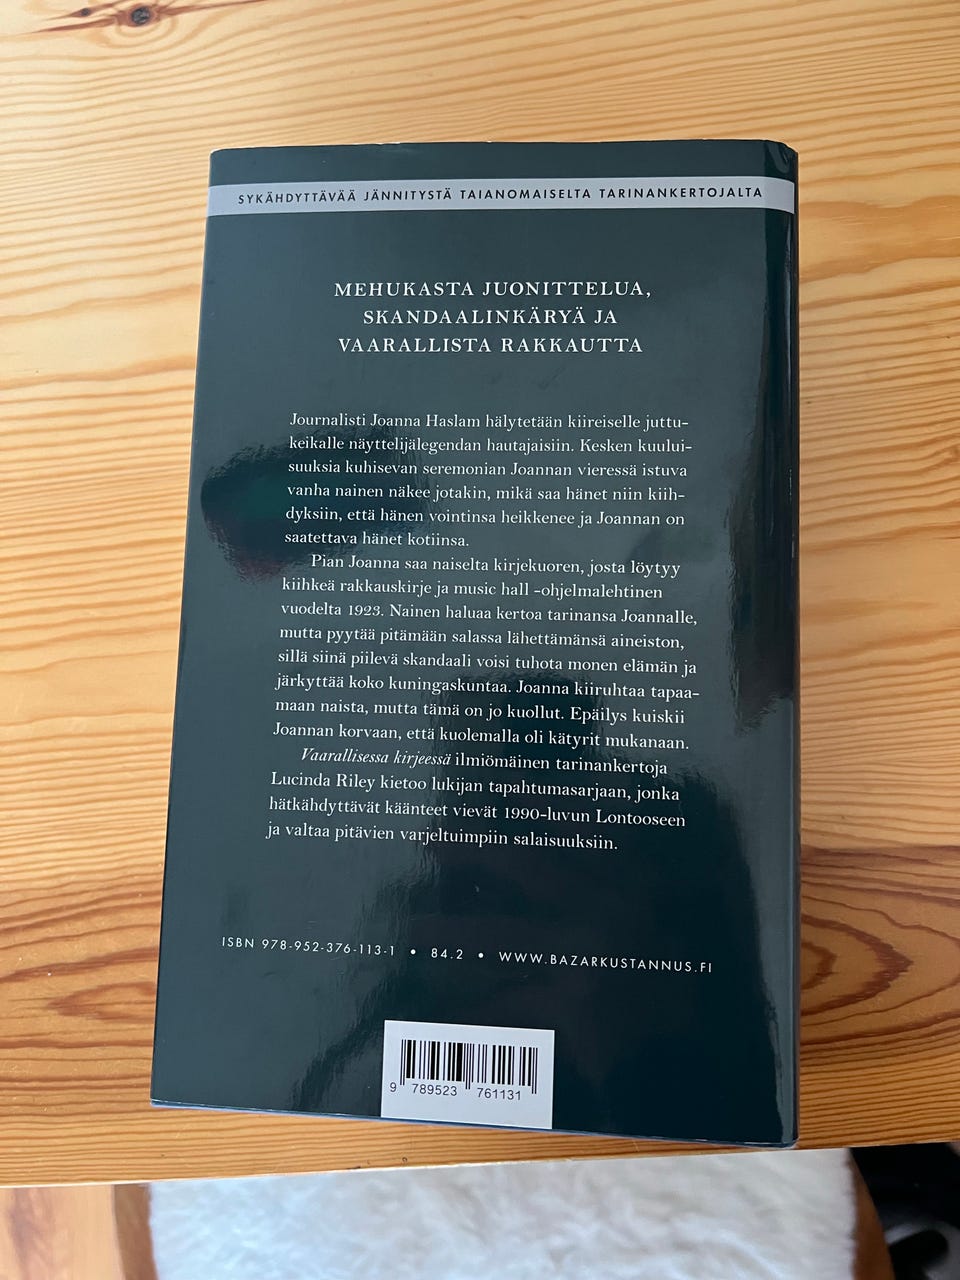 SYKÄHDYTTÄVÄÄ JÄNNITYSTÄ TAIANOMAISELTA TARINANKERTOJALTA
MEHUKASTA JUONITTELUA,
SKANDAALINKÄRYÄ JA
VAARALLISTA RAKKAUTTA
Journalisti Joanna Haslam hälytetään kiireiselle juttu-
keikalle näyttelijälegendan hautajaisiin. Kesken kuului-
suuksia kuhisevan seremonian Joannan vieressä istuva
vanha nainen näkee jotakin, mikä saa hänet niin kiih-
dyksiin, että hänen vointinsa heikkenee ja Joannan on
saatettava hänet kotiinsa.
Pian Joanna saa naiselta kirjekuoren, josta löytyy
kiihkeä rakkauskirje ja music hall -ohjelmalehtinen
vuodelta 1923. Nainen haluaa kertoa tarinansa Joannalle,
mutta pyytää pitämään salassa lähettämänsä aineiston,
sillä siinä piilevä skandaali voisi tuhota monen elämän ja
järkyttää koko kuningaskuntaa. Joanna kiiruhtaa tapaa-
maan naista, mutta tämä on jo kuollut. Epäilys kuiskii
Joannan korvaan, että kuolemalla oli kätyrit mukanaan.
Vaarallisessa kirjeessä ilmiömäinen tarinankertoja
Lucinda Riley kietoo lukijan tapahtumasarjaan, jonka
hätkähdyttävät käänteet vievät 1990-luvun Lontooseen
ja valtaa pitävien varjeltuimpiin salaisuuksiin.
ISBN 978-952-376-113-1 • 84.2 • WWW.BAZARKUSTANNUS.FI
9 789523 761131